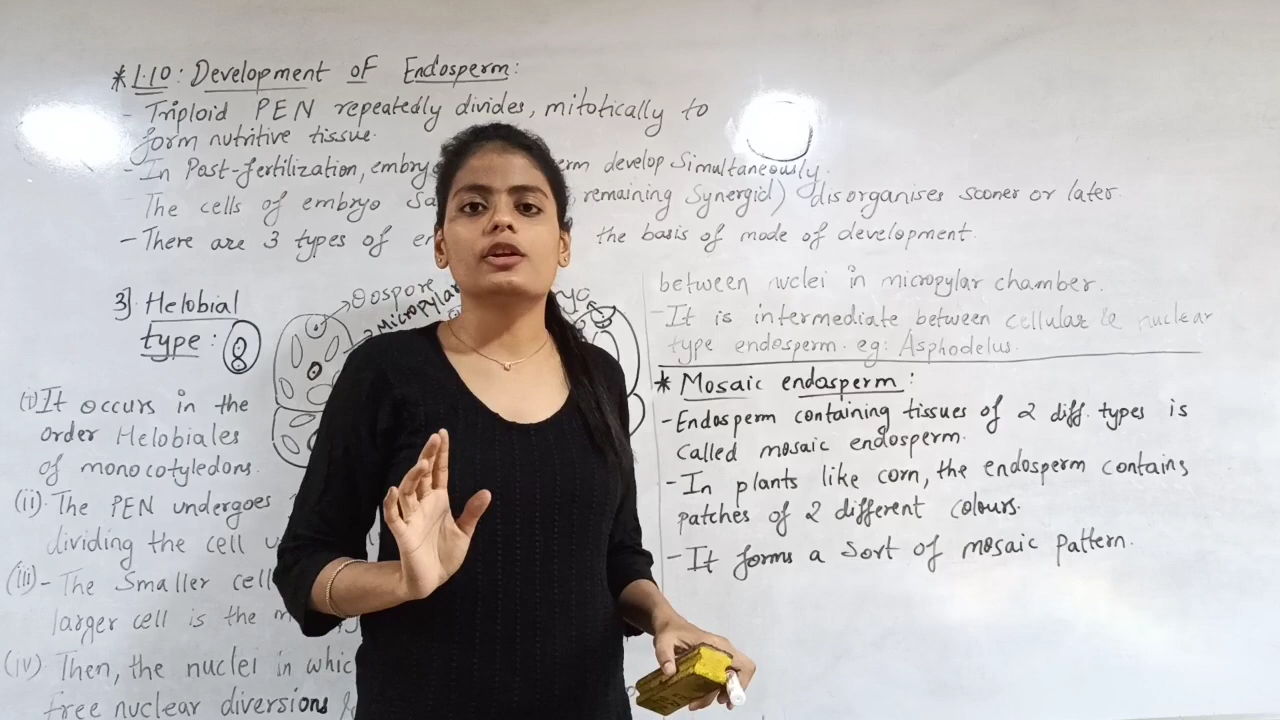 * 1.10: Development of Endosperm:
- Triploid PEN repeatedly divides, mitotically to
form nutritive tissue.
- In Post-fertilization, embryo develop simultaneously.
The cells of embryo remaining synergid) disorganises sooner or later.
- There are 3 types of the basis of mode of development.
3] Helobial
type:
Oospore
Micropylar
(i) It occurs in the
order Helobiales
of monocotyledons.
(ii) The PEN undergoes
dividing the cell
(iii) - The smaller cell
larger cell is the
(iv) Then, the nuclei in
free nuclear diversions
between nuclei in micropylar chamber.
- It is intermediate between cellular & nuclear
type endosperm. eg: Asphodelus.
* Mosaic endosperm:
- Endosperm containing tissues of 2 diff. types is
called mosaic endosperm.
- In plants like corn, the endosperm contains
patches of 2 different colours.
- It forms a sort of mosaic pattern.